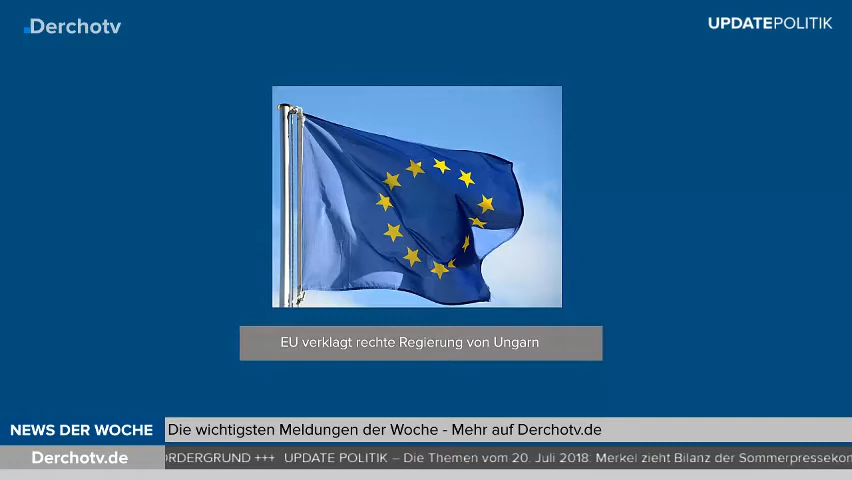 Derchotv
UPDATEPOLITIK
EU verklagt rechte Regierung von Ungarn
NEWS DER WOCHE
Die wichtigsten Meldungen der Woche - Mehr auf Derchotv.de
Derchotv.de
RDERGRUND +++ UPDATE POLITIK – Die Themen vom 20. Juli 2018: Merkel zieht Bilanz der Sommerpressekon